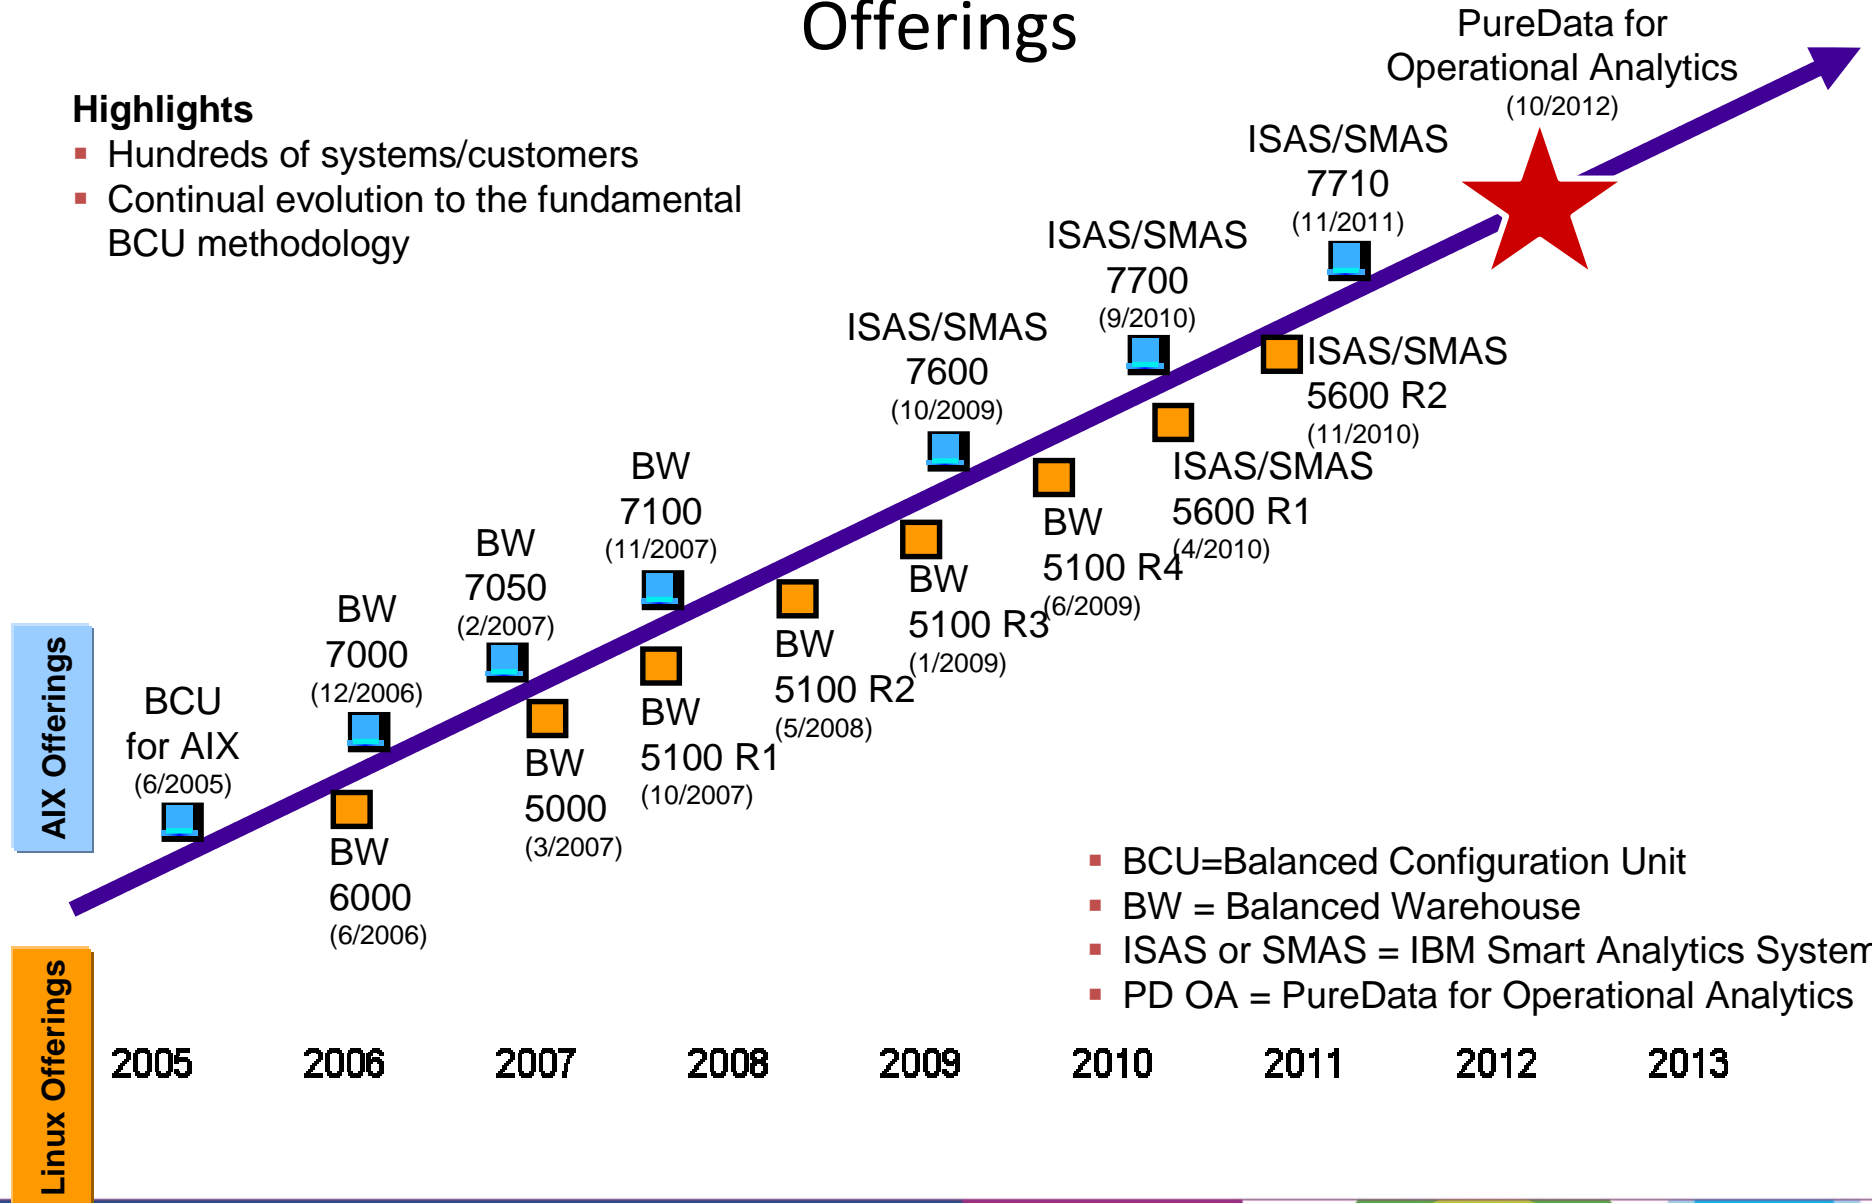 Offerings
Highlights
Hundreds of systems/customers
Continual evolution to the fundamental
BCU methodology
PureData for
Operational Analytics
(10/2012)
ISAS/SMAS
7710
(11/2011)
ISAS/SMAS
7700
(9/2010)
ISAS/SMAS
7600
(10/2009)
BW
7100
(11/2007)
BW
7050
(2/2007)
BW
7000
(12/2006)
BCU
for AIX
(6/2005)
ISAS/SMAS
5600 R2
(11/2010)
ISAS/SMAS
5600 R1
(4/2010)
BW
5100 R4
(6/2009)
BW
5100 R3
(1/2009)
BW
5100 R2
(5/2008)
BW
5100 R1
(10/2007)
BW
5000
(3/2007)
BW
6000
(6/2006)
AIX Offerings
Linux Offerings
BCU=Balanced Configuration Unit
BW = Balanced Warehouse
ISAS or SMAS = IBM Smart Analytics System
PD OA = PureData for Operational Analytics
2005 2006 2007 2008 2009 2010 2011 2012 2013